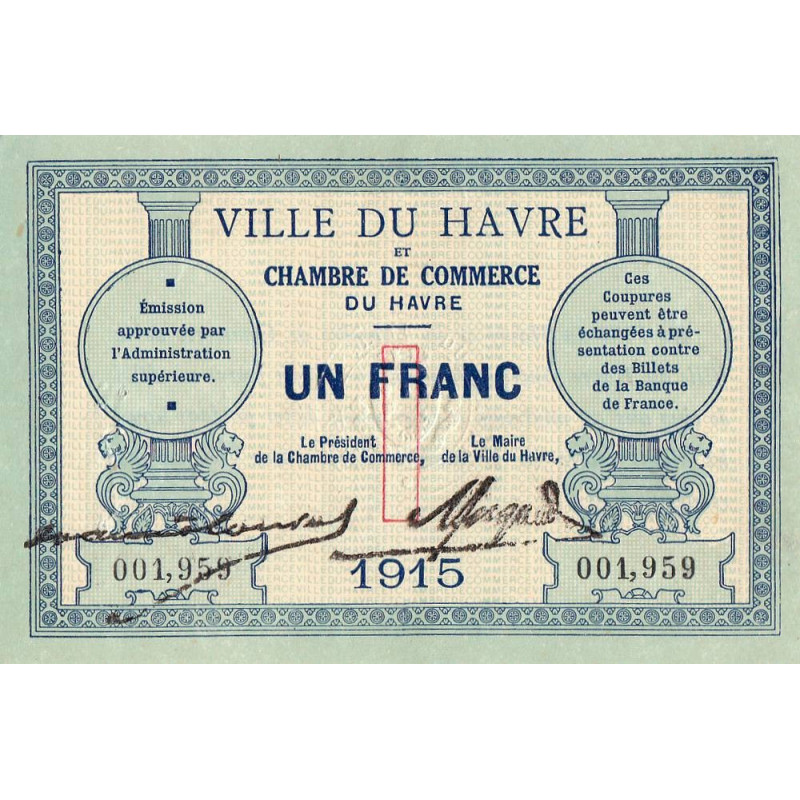 VILLE DU HAVRE
ET
CHAMBRE DE COMMERCE
DU HAVRE
Émission
approuvée par
l'Administration
supérieure.
Ces
Coupures
peuvent être
échangées à pré-
sentation contre
des Billets
de la Banque
de France.
UN FRANC
1
Le Président
de la Chambre de Commerce,
Le Maire
de la Ville du Havre,
001,959
1915
001,959